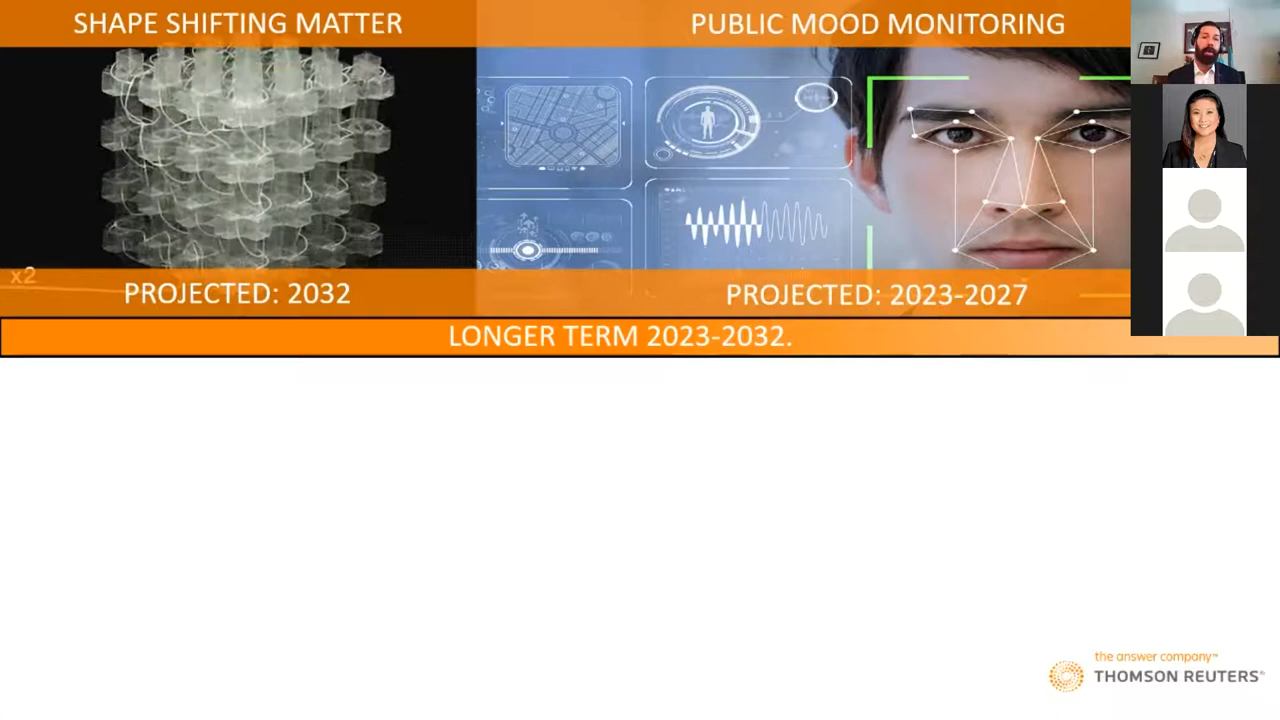 SHAPE SHIFTING MATTER
PUBLIC MOOD MONITORING
x2
PROJECTED: 2032
PROJECTED: 2023-2027
LONGER TERM 2023-2032.
the answer company™
THOMSON REUTERS®